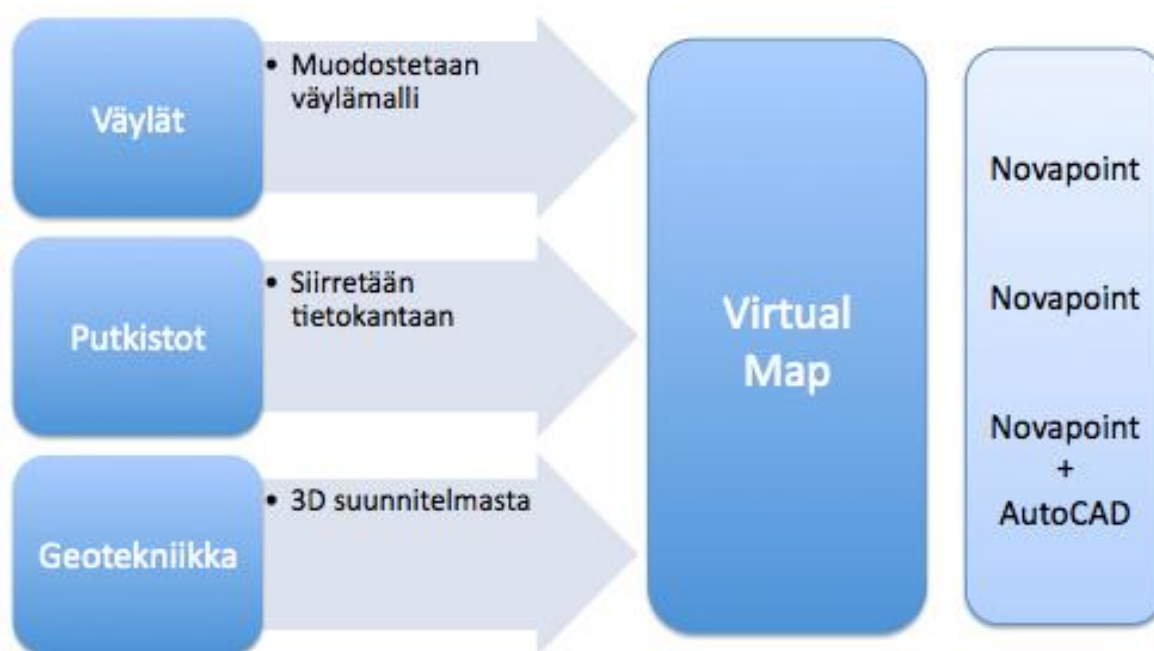 Väylät
• Muodostetaan
väylämalli
Putkistot
• Siirretään
tietokantaan
Geotekniikka
• 3D suunnitelmasta
Virtual
Map
Novapoint
Novapoint
Novapoint
+
AutoCAD